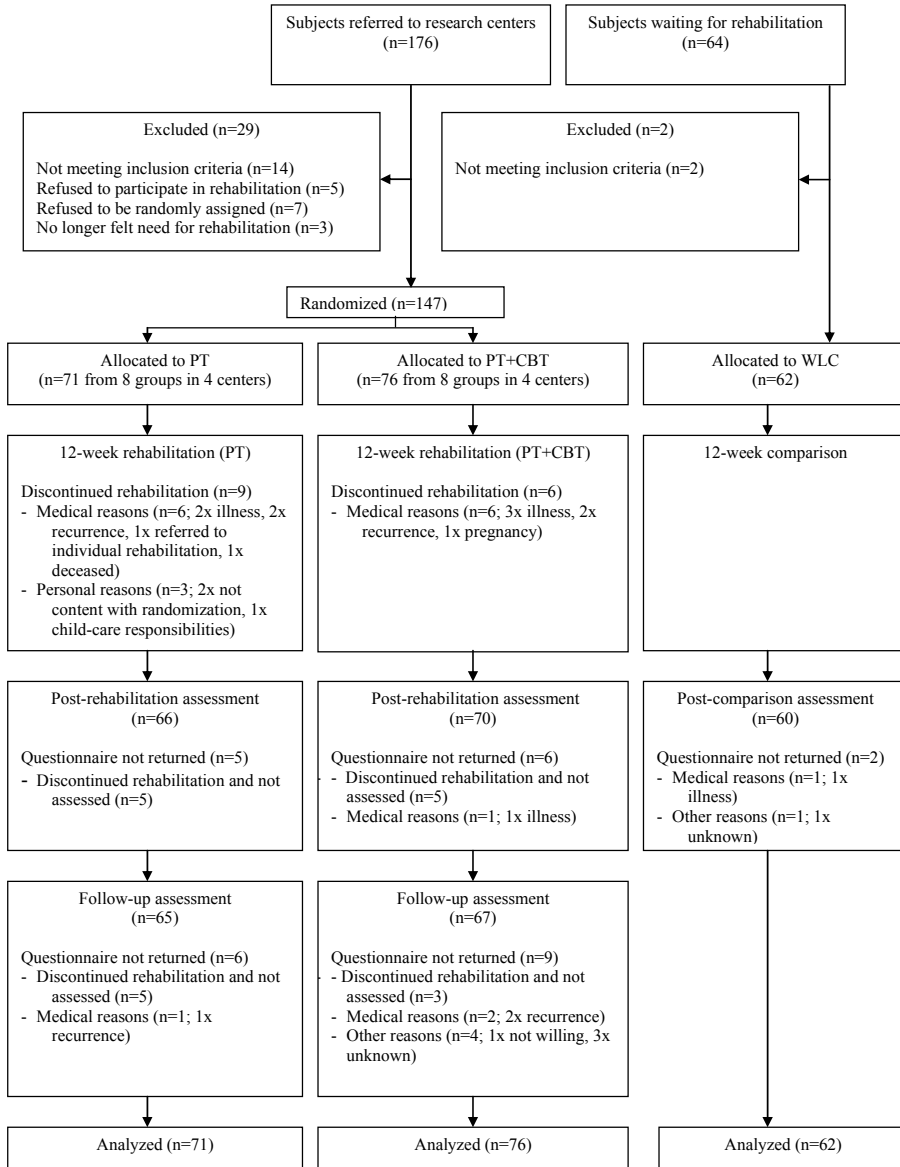 Subjects referred to research centers
(n=176)
Subjects waiting for rehabilitation
(n=64)
Excluded (n=29)
Not meeting inclusion criteria (n=14)
Refused to participate in rehabilitation (n=5)
Refused to be randomly assigned (n=7)
No longer felt need for rehabilitation (n=3)
Excluded (n=2)
Not meeting inclusion criteria (n=2)
Randomized (n=147)
Allocated to PT
(n=71 from 8 groups in 4 centers)
Allocated to PT+CBT
(n=76 from 8 groups in 4 centers)
Allocated to WLC
(n=62)
12-week rehabilitation (PT)
Discontinued rehabilitation (n=9)
- Medical reasons (n=6; 2x illness, 2x
recurrence, 1x referred to
individual rehabilitation, 1x
deceased)
- Personal reasons (n=3; 2x not
content with randomization, 1x
child-care responsibilities)
12-week rehabilitation (PT+CBT)
Discontinued rehabilitation (n=6)
- Medical reasons (n=6; 3x illness, 2x
recurrence, 1x pregnancy)
12-week comparison
Post-rehabilitation assessment
(n=66)
Questionnaire not returned (n=5)
- Discontinued rehabilitation and not
assessed (n=5)
Post-rehabilitation assessment
(n=70)
Questionnaire not returned (n=6)
- Discontinued rehabilitation and not
assessed (n=5)
- Medical reasons (n=1; 1x illness)
Post-comparison assessment
(n=60)
Questionnaire not returned (n=2)
- Medical reasons (n=1; 1x
illness)
- Other reasons (n=1; 1x
unknown)
Follow-up assessment
(n=65)
Questionnaire not returned (n=6)
- Discontinued rehabilitation and not
assessed (n=5)
- Medical reasons (n=1; 1x
recurrence)
Follow-up assessment
(n=67)
Questionnaire not returned (n=9)
- Discontinued rehabilitation and not
assessed (n=3)
- Medical reasons (n=2; 2x recurrence)
- Other reasons (n=4; 1x not willing, 3x
unknown)
Analyzed (n=71)
Analyzed (n=76)
Analyzed (n=62)